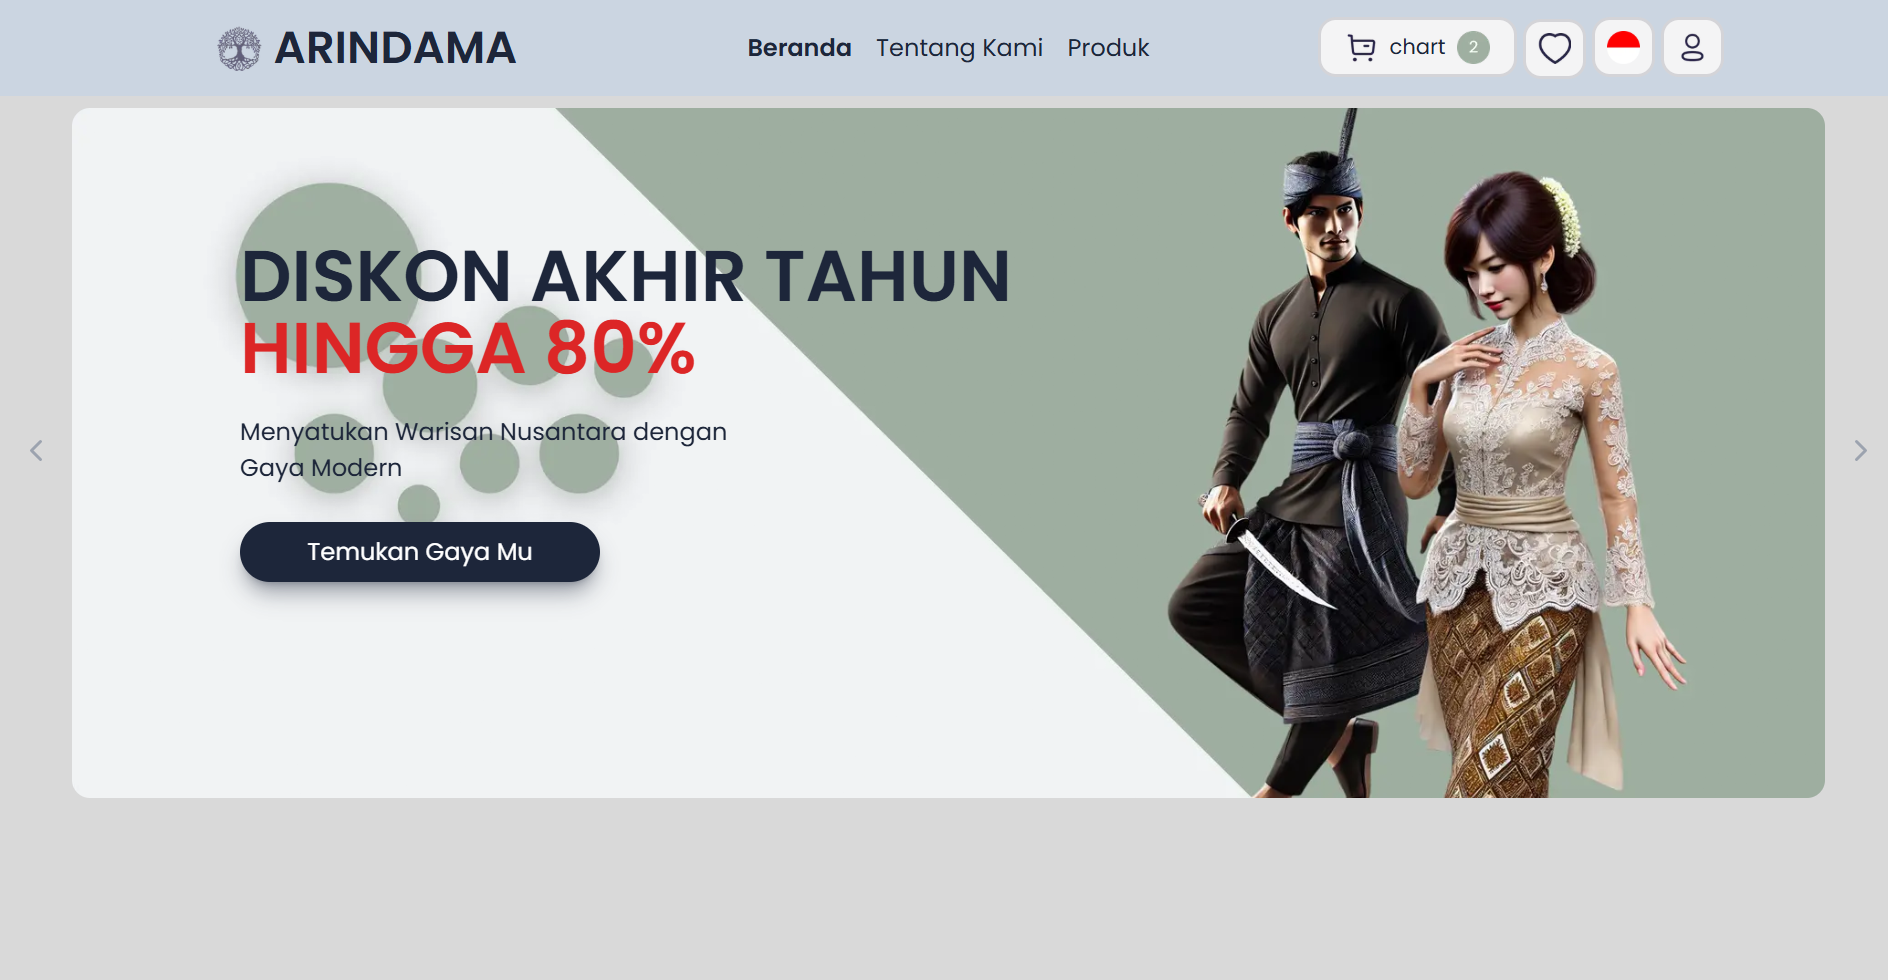 ARINDAMA
Beranda Tentang Kami Produk
chart 2
DISKON AKHIR TAHUN
HINGGA 80%
Menyatukan Warisan Nusantara dengan
Gaya Modern
Temukan Gaya Mu